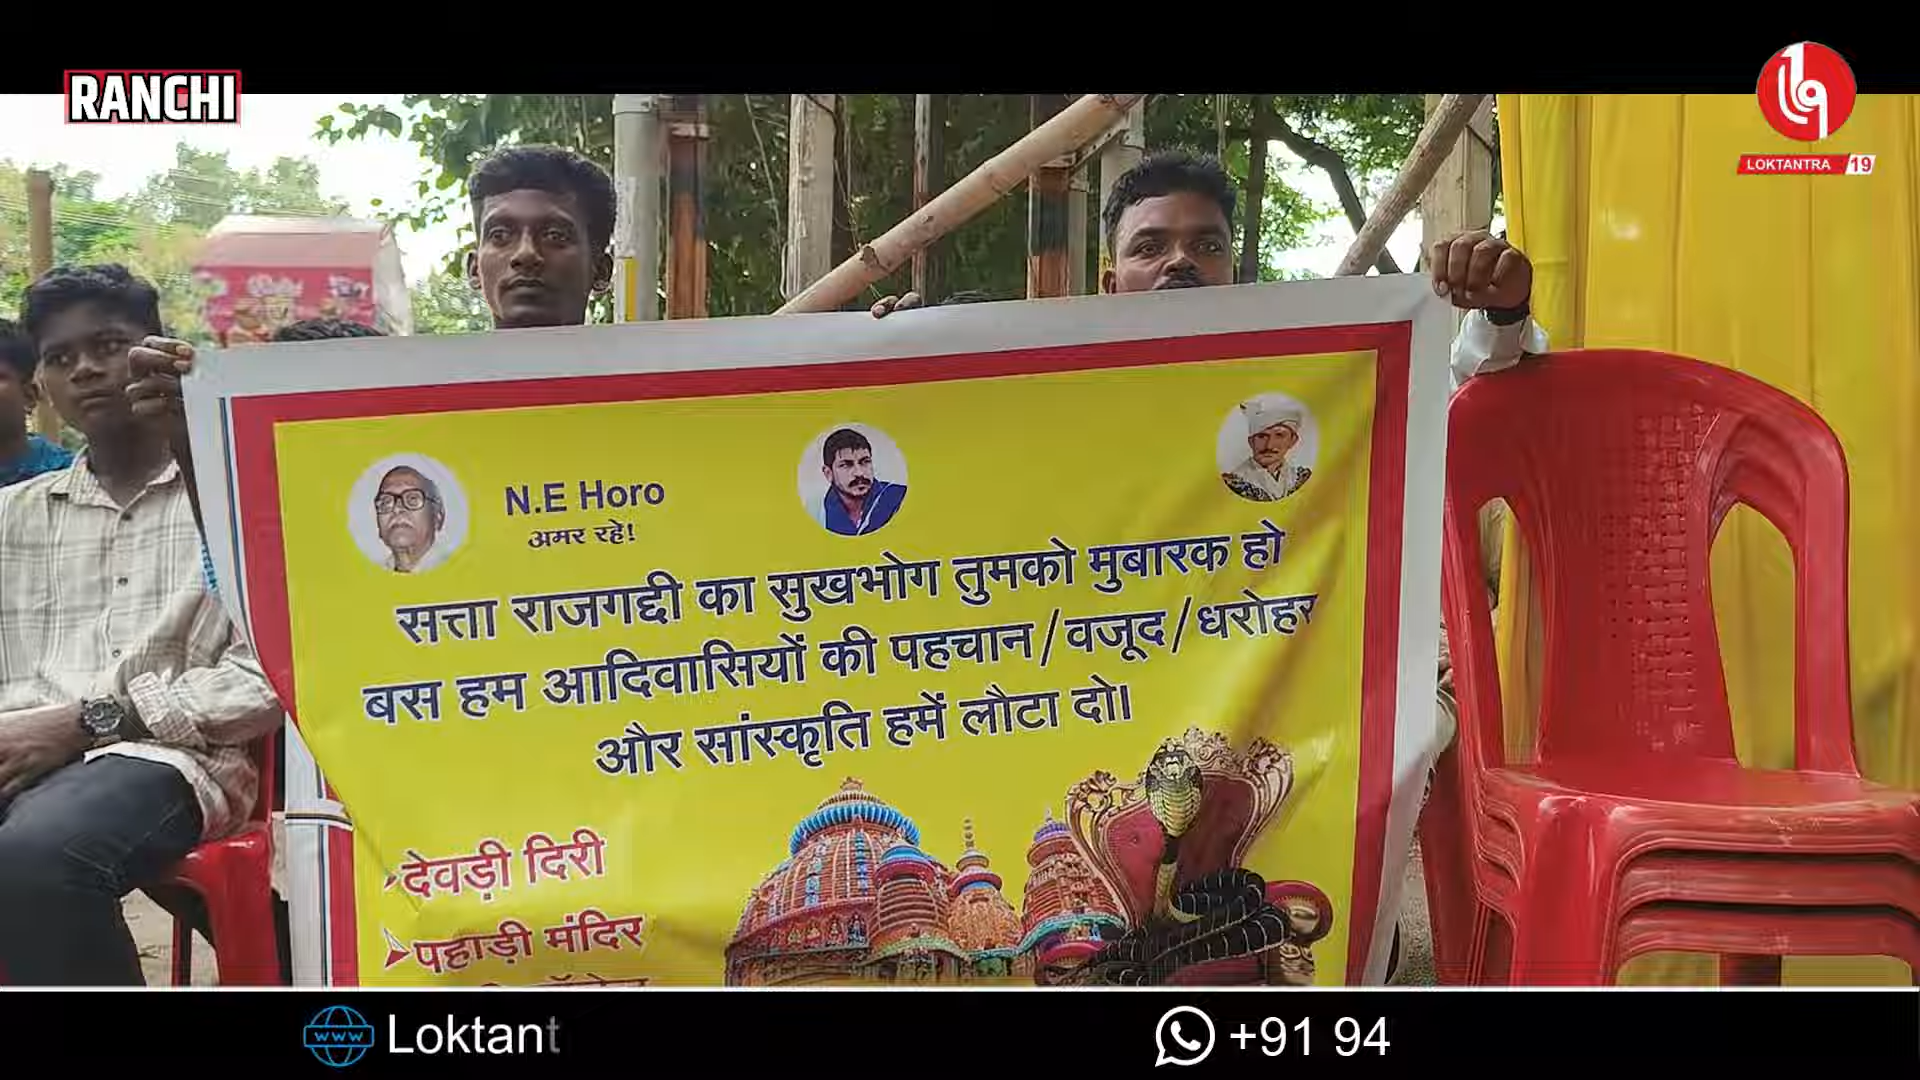 RANCHI
LOKTANTRA 19
N.E Horo
अमर रहे!
सत्ता राजगद्दी का सुखभोग तुमको मुबारक हो
बस हम आदिवासियों की पहचान/वजूद/धरोहर
और सांस्कृति हमें लौटा दो।
देवड़ी दिरी
पहाड़ी मंदिर
www Loktant
+91 94